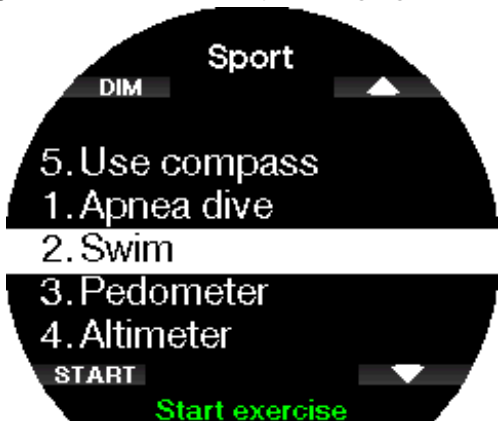 Sport
DIM
5. Use compass
1. Apnea dive
2. Swim
3. Pedometer
4. Altimeter
START
Start exercise